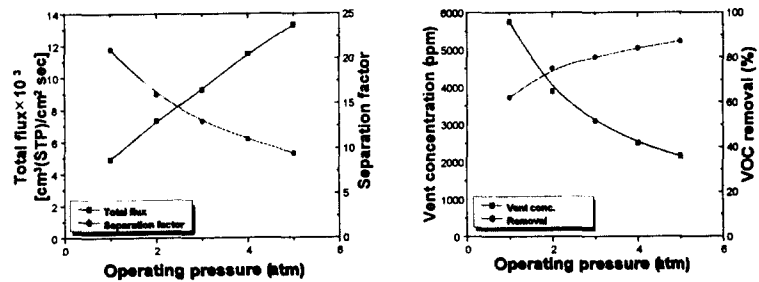 14
12
10
8
6
4
2
0
Total flux×10⁻³
[cm³(STP)/cm² sec]
25
20
15
10
5
0
Separation factor
Total flux
Separation factor
0 2 4 6
Operating pressure (atm)
6000
5000
4000
3000
2000
1000
0
Vent concentration (ppm)
100
80
60
40
20
0
VOC removal (%)
Vent conc.
Removal
0 2 4 6
Operating pressure (atm)